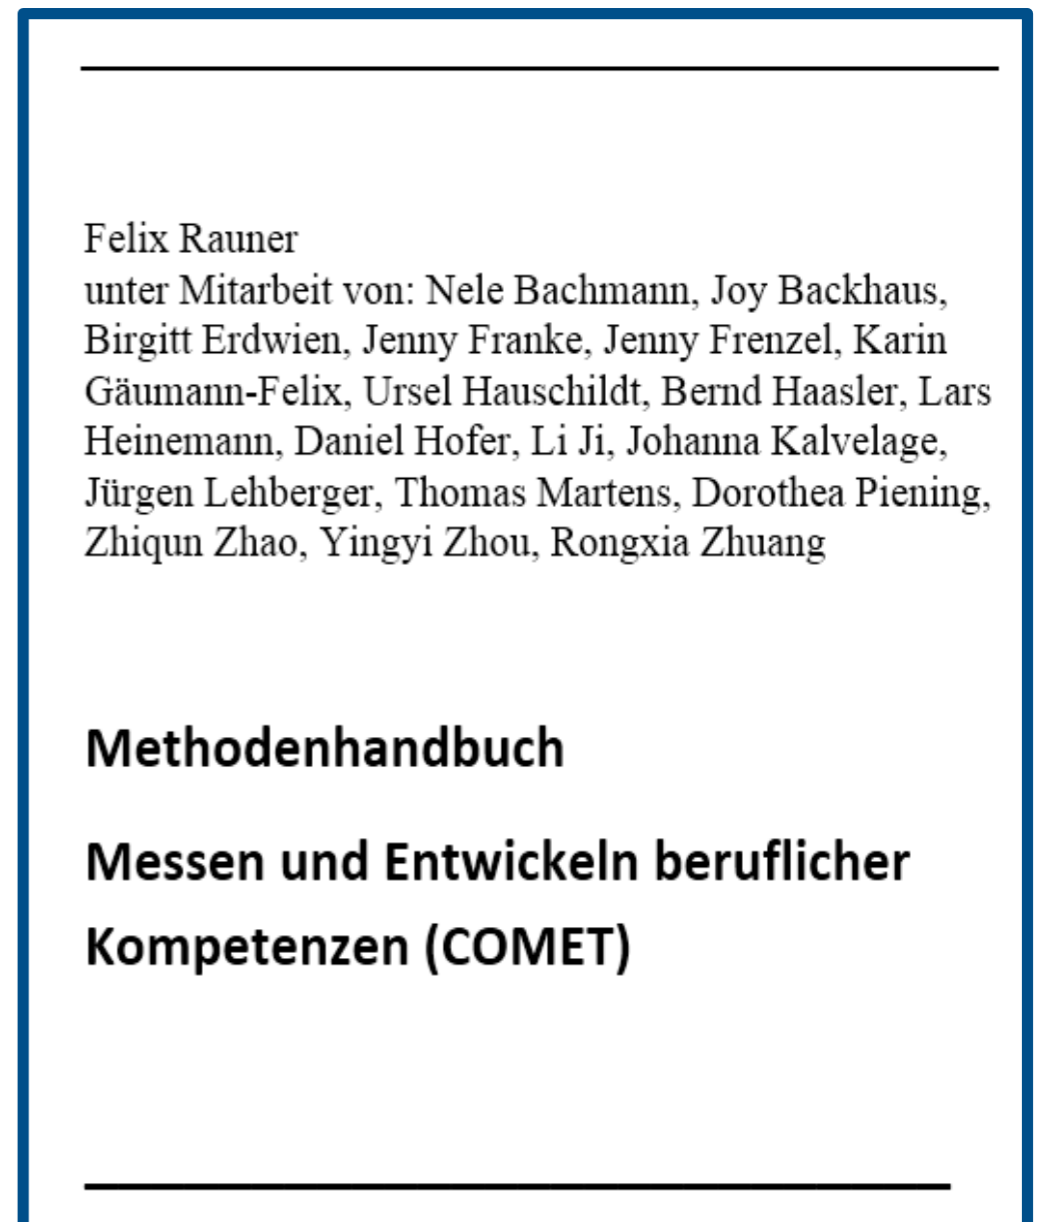 Felix Rauner
unter Mitarbeit von: Nele Bachmann, Joy Backhaus,
Birgitt Erdwien, Jenny Franke, Jenny Frenzel, Karin
Gäumann-Felix, Ursel Hauschildt, Bernd Haasler, Lars
Heinemann, Daniel Hofer, Li Ji, Johanna Kalvelage,
Jürgen Lehberger, Thomas Martens, Dorothea Piening,
Zhiqun Zhao, Yingyi Zhou, Rongxia Zhuang
Methodenhandbuch
Messen und Entwickeln beruflicher
Kompetenzen (COMET)